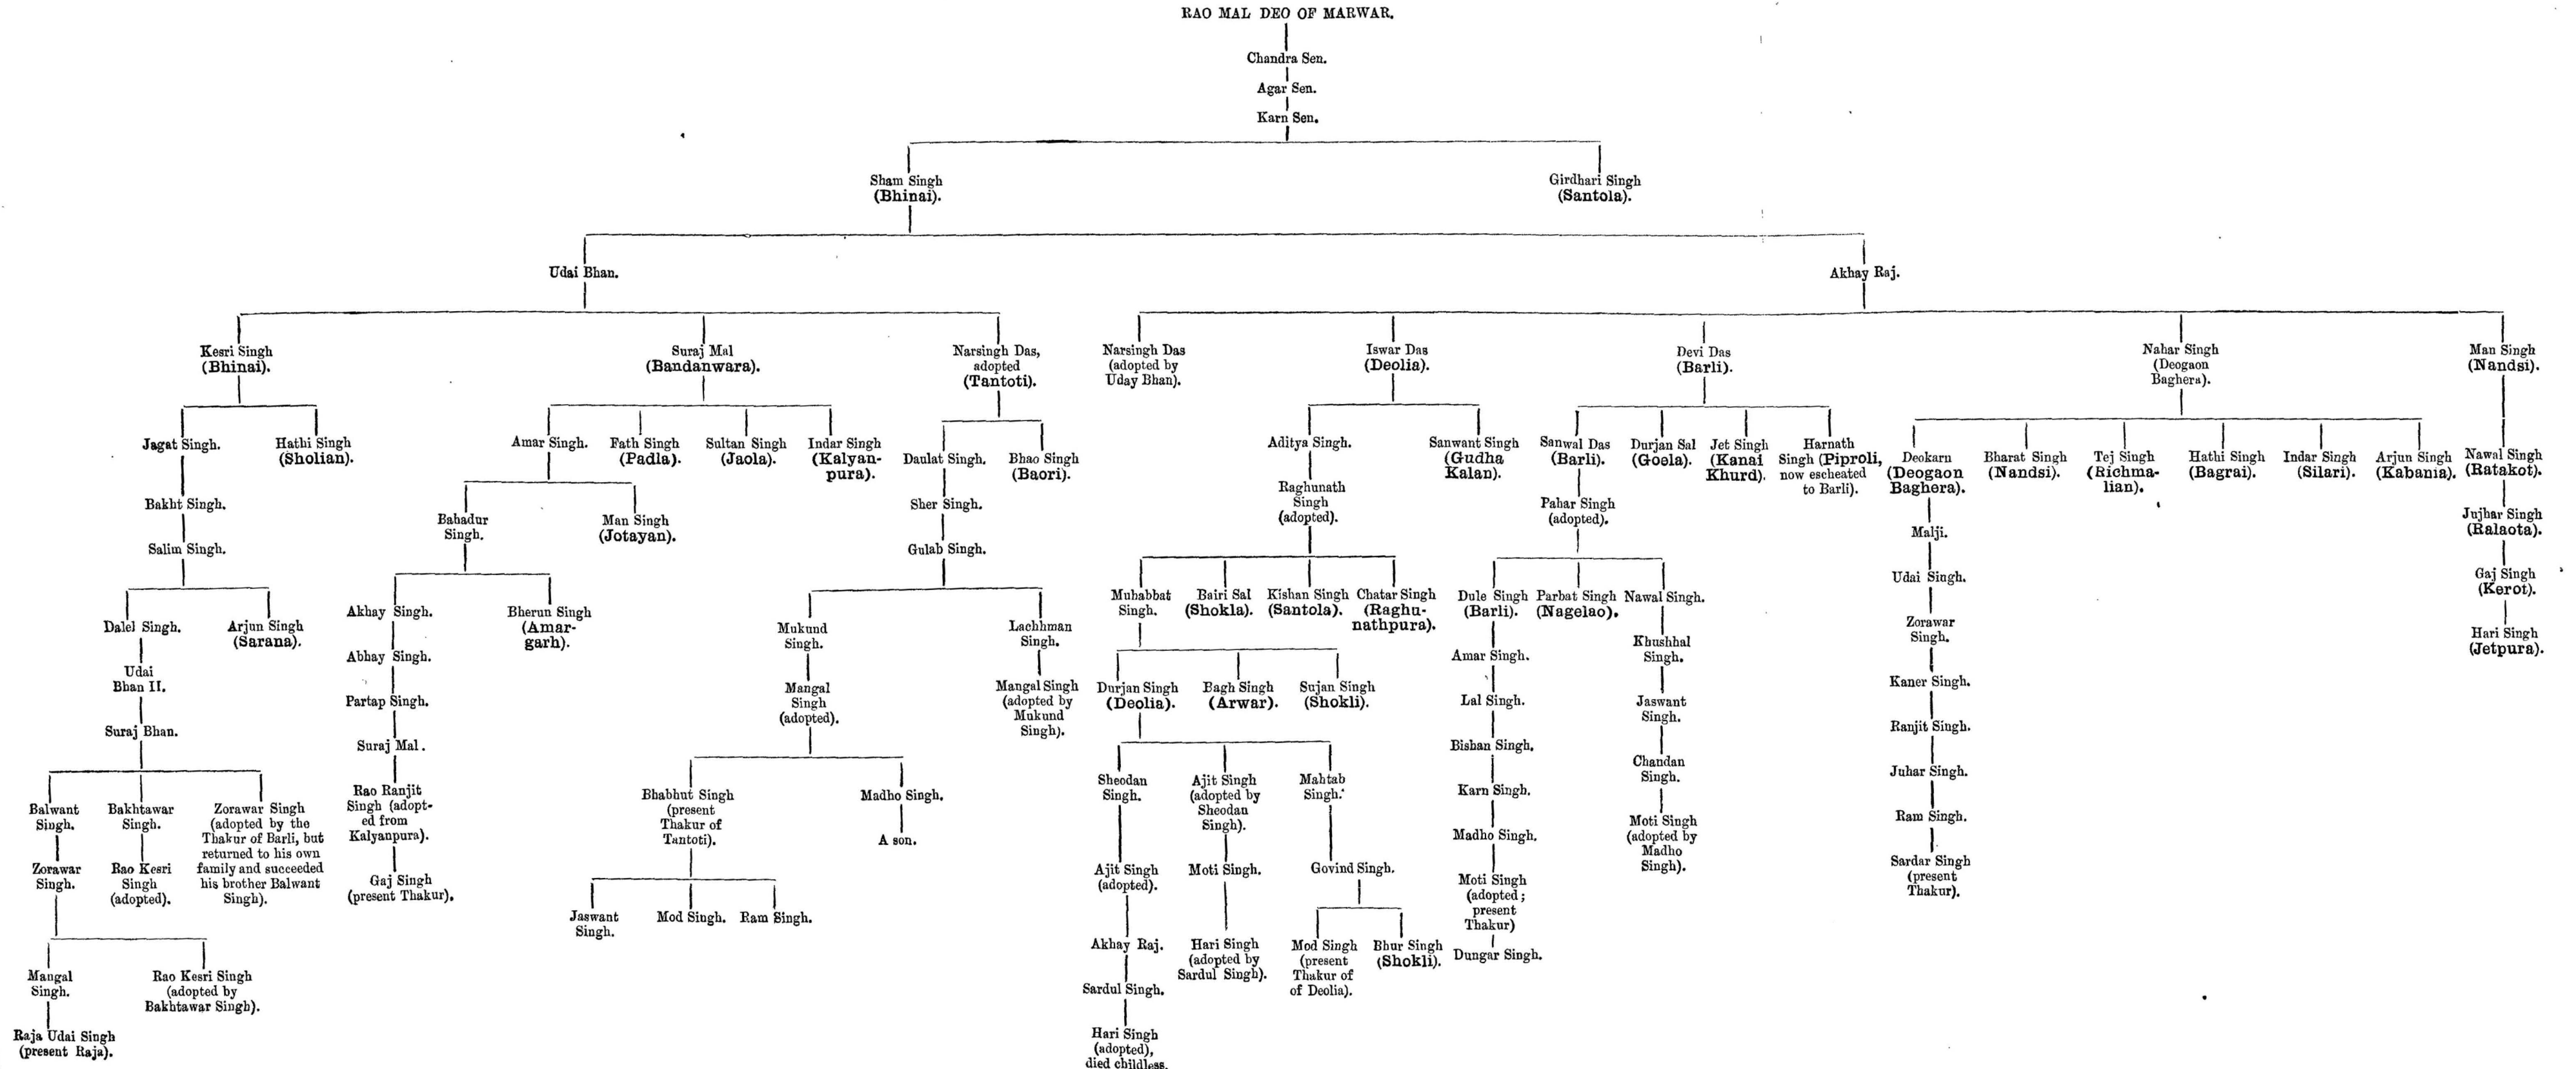 RAO MAL DEO OF MARWAR.
Chandra Sen.
Agar Sen.
Karn Sen.
Sham Singh
(Bhinai).
Girdhari Singh
(Santola).
Udai Bhan.
Akhay Raj.
Kesri Singh
(Bhinai).
Suraj Mal
(Bandanwara).
Narsingh Das,
adopted
(Tantoti).
Narsingh Das
(adopted by
Uday Bhan).
Iswar Das
(Deolia).
Devi Das
(Barli).
Nahar Singh
(Deogaon
Baghera).
Man Singh
(Nandsi).
Jagat Singh.
Hathi Singh
(Sholian).
Amar Singh.
Fath Singh
(Padla).
Sultan Singh
(Jaola).
Indar Singh
(Kalyan-
pura).
Daulat Singh.
Bhao Singh
(Baori).
Aditya Singh.
Sanwant Singh
(Gudha
Kalan).
Sanwal Das
(Barli).
Durjan Sal
(Goela).
Jet Singh
(Kanai
Khurd).
Harnath
Singh (Piproli,
now escheated
to Barli).
Deokarn
(Deogaon
Baghera).
Bharat Singh
(Nandsi).
Tej Singh
(Richma-
lian).
Hathi Singh
(Bagrai).
Indar Singh
(Silari).
Arjun Singh
(Kabania).
Nawal Singh
(Ratakot).
Bakht Singh.
Bahadur
Singh.
Man Singh
(Jotayan).
Sher Singh.
Raghunath
Singh
(adopted).
Pahar Singh
(adopted).
Malji.
Jujhar Singh
(Ralaota).
Salim Singh.
Gulab Singh.
Udai Singh.
Gaj Singh
(Kerot).
Dalel Singh.
Arjun Singh
(Sarana).
Akhay Singh.
Bherun Singh
(Amar-
garh).
Mukund
Singh.
Lachhman
Singh.
Muhabbat
Singh.
Bairi Sal
(Shokla).
Kishan Singh
(Santola).
Chatar Singh
(Raghu-
nathpura).
Dule Singh
(Barli).
Parbat Singh
(Nagelao).
Nawal Singh.
Zorawar
Singh.
Hari Singh
(Jetpura).
Udai
Bhan II.
Abhay Singh.
Mangal
Singh
(adopted).
Mangal Singh
(adopted by
Mukund
Singh).
Durjan Singh
(Deolia).
Bagh Singh
(Arwar).
Sujan Singh
(Shokli).
Amar Singh.
Khushhal
Singh.
Kaner Singh.
Suraj Bhan.
Partap Singh.
Lal Singh.
Jaswant
Singh.
Ranjit Singh.
Suraj Mal.
Bishan Singh.
Chandan
Singh.
Juhar Singh.
Balwant
Singh.
Bakhtawar
Singh.
Zorawar Singh
(adopted by the
Thakur of Barli, but
returned to his own
family and succeeded
his brother Balwant
Singh).
Rao Ranjit
Singh (adopt-
ed from
Kalyanpura).
Bhabhut Singh
(present
Thakur of
Tantoti).
Madho Singh.
Sheodan
Singh.
Ajit Singh
(adopted by
Sheodan
Singh).
Mahtab
Singh.
Karn Singh.
Moti Singh
(adopted by
Madho
Singh).
Ram Singh.
Zorawar
Singh.
Rao Kesri
Singh
(adopted).
Gaj Singh
(present Thakur).
A son.
Ajit Singh
(adopted).
Moti Singh.
Govind Singh.
Madho Singh.
Sardar Singh
(present
Thakur).
Jaswant
Singh.
Mod Singh.
Ram Singh.
Moti Singh
(adopted;
present
Thakur)
Mangal
Singh.
Rao Kesri Singh
(adopted by
Bakhtawar Singh).
Akhay Raj.
Hari Singh
(adopted by
Sardul Singh).
Mod Singh
(present
Thakur of
of Deolia).
Bhur Singh
(Shokli).
Dungar Singh.
Sardul Singh.
Raja Udai Singh
(present Raja).
Hari Singh
(adopted),
died childless.